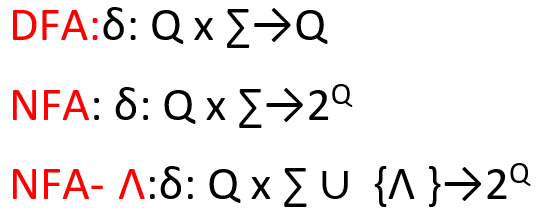 DFA:δ: Q x ∑→Q
NFA: δ: Q x ∑→2^Q
NFA- Λ:δ: Q x ∑ ∪ {Λ }→2^Q